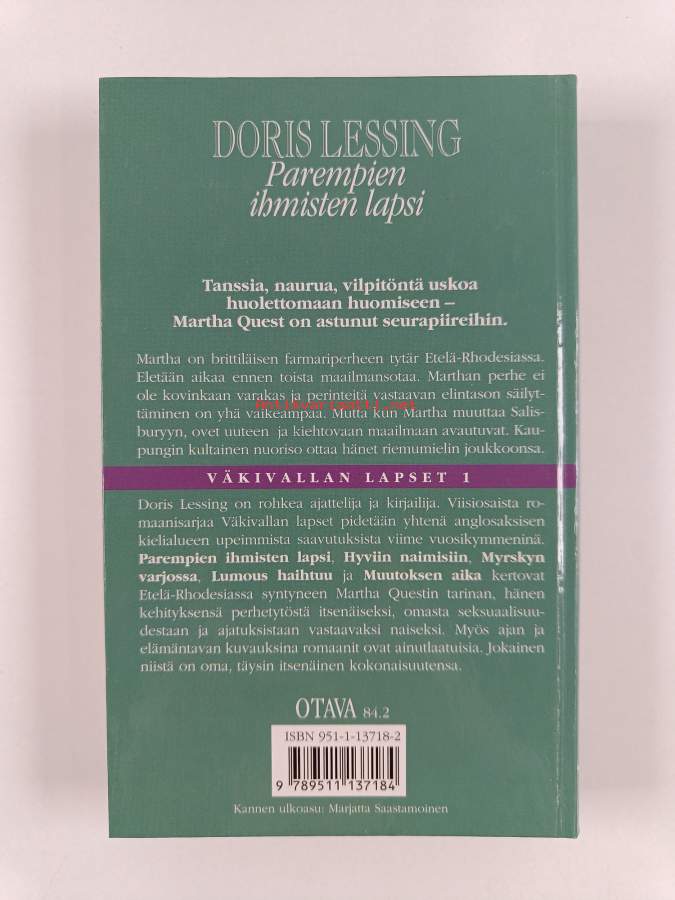 DORIS LESSING
Parempien
ihmisten lapsi
Tanssia, naurua, vilpitöntä uskoa
huolettomaan huomiseen –
Martha Quest on astunut seurapiireihin.
Martha on brittiläisen farmariperheen tytär Etelä-Rhodesiassa.
Eletään aikaa ennen toista maailmansotaa. Marthan perhe ei
ole kovinkaan varakas ja perinteitä vastaavan elintason säilyt-
täminen on yhä vaikeampaa. Mutta kun Martha muuttaa Salis-
buryyn, ovet uuteen ja kiehtovaan maailmaan avautuvat. Kau-
pungin kultainen nuoriso ottaa hänet riemumielin joukkoonsa.
Antikvariaatti.net
VÄKIVALLAN LAPSET 1
Doris Lessing on rohkea ajattelija ja kirjailija. Viisiosaista ro-
maanisarjaa Väkivallan lapset pidetään yhtenä anglosaksisen
kielialueen upeimmista saavutuksista viime vuosikymmeninä.
Parempien ihmisten lapsi, Hyviin naimisiin, Myrskyn
varjossa, Lumous haihtuu ja Muutoksen aika kertovat
Etelä-Rhodesiassa syntyneen Martha Questin tarinan, hänen
kehityksensä perhetytöstä itsenäiseksi, omasta seksuaalisuu-
destaan ja ajatuksistaan vastaavaksi naiseksi. Myös ajan ja
elämäntavan kuvauksina romaanit ovat ainutlaatuisia. Jokainen
niistä on oma, täysin itsenäinen kokonaisuutensa.
OTAVA 84.2
ISBN 951-1-13718-2
9 789511 137184
Kannen ulkoasu: Marjatta Saastamoinen